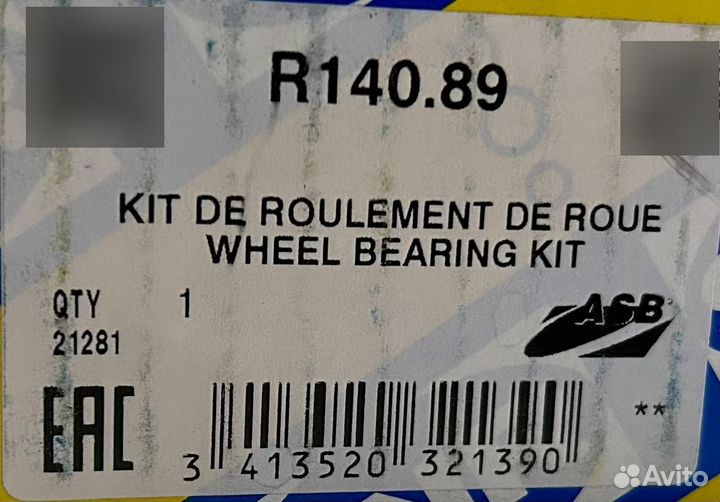 R140.89
KIT DE ROULEMENT DE ROUE
WHEEL BEARING KIT
QTY 1
21281
ASB®
EAC
**
3 413520 321390
Avito